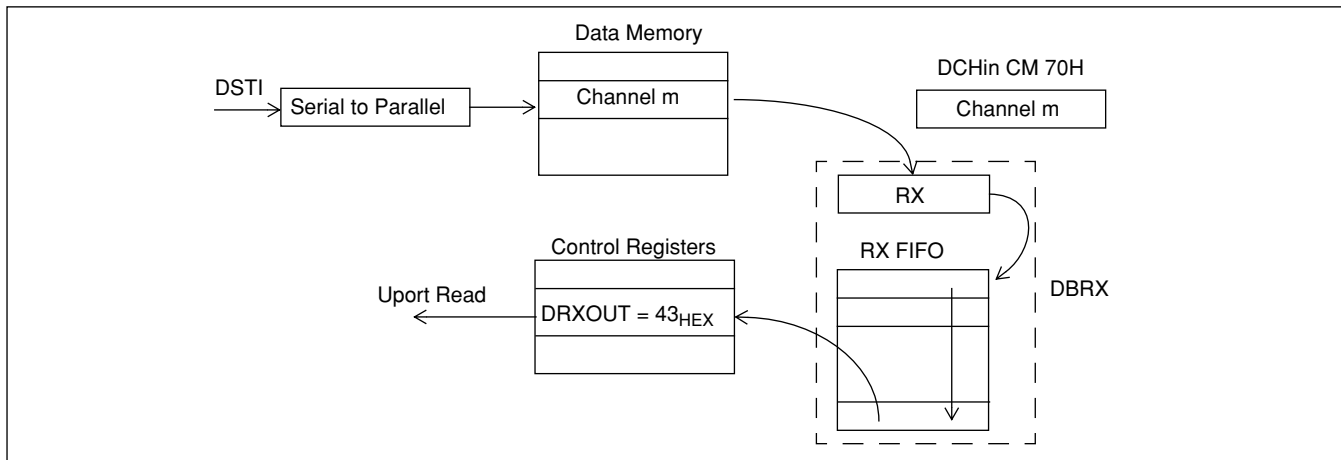 Data Memory
DSTI
Serial to Parallel
Channel m
DCHin CM 70H
Channel m
RX
RX FIFO
DBRX
Control Registers
Uport Read
DRXOUT = 43HEX